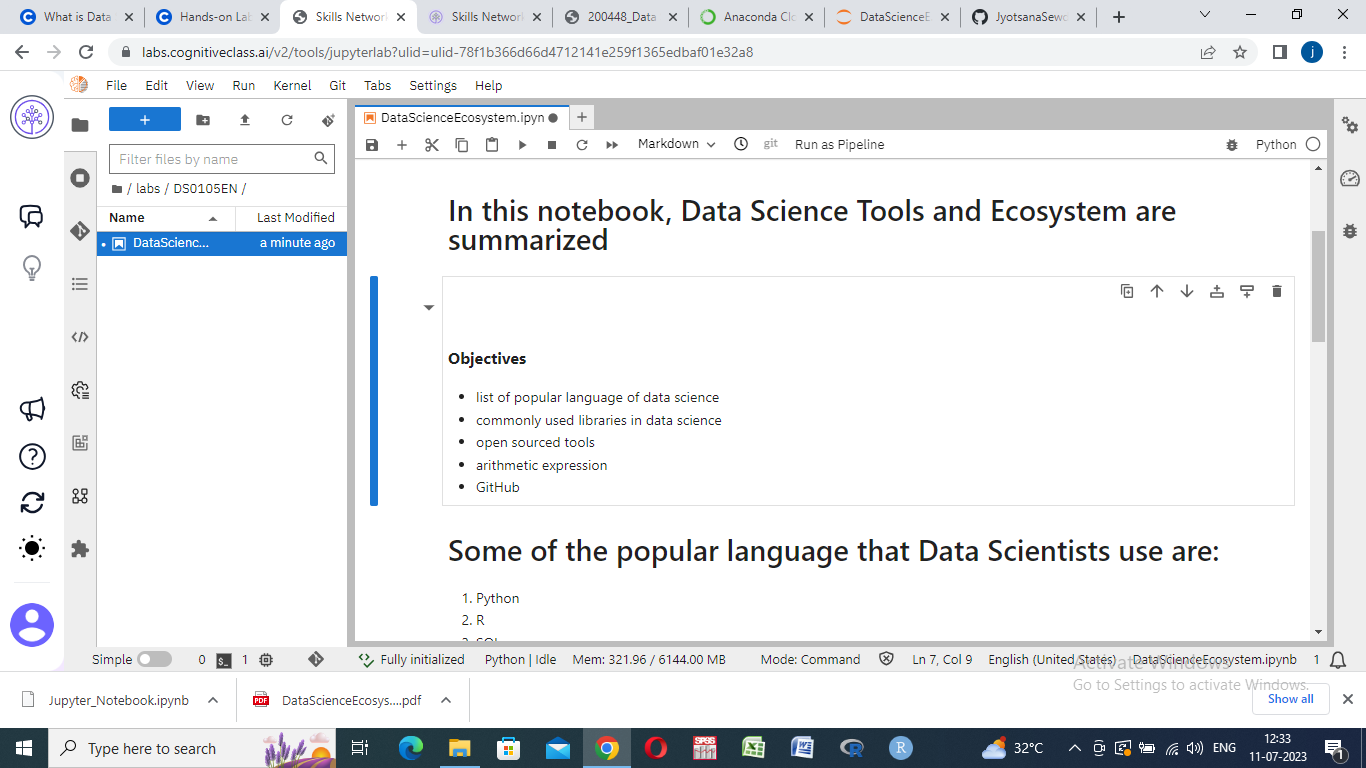 What is Data
Hands-on Lab
Skills Network
Skills Network
200448_Data
Anaconda Clo
DataScienceE
JyotsanaSew
labs.cognitiveclass.ai/v2/tools/jupyterlab?ulid=ulid-78f1b366d66d4712141e259f1365edbaf01e32a8
j
File Edit View Run Kernel Git Tabs Settings Help
DataScienceEcosystem.ipyn
Filter files by name
/ labs / DS0105EN /
Name Last Modified
DataScienc... a minute ago
Markdown git Run as Pipeline Python
In this notebook, Data Science Tools and Ecosystem are
summarized
Objectives
• list of popular language of data science
• commonly used libraries in data science
• open sourced tools
• arithmetic expression
• GitHub
Some of the popular language that Data Scientists use are:
1. Python
2. R
3. SQL
Simple 0 $_ 1 Fully initialized Python | Idle Mem: 321.96 / 6144.00 MB Mode: Command Ln 7, Col 9 English (United States) DataScienceEcosystem.ipynb 1
Activate Windows
Go to Settings to activate Windows.
Jupyter_Notebook.ipynb
PDF
DataScienceEcosys....pdf
Show all
Type here to search
SPSS
32°C
ENG
12:33
11-07-2023
1